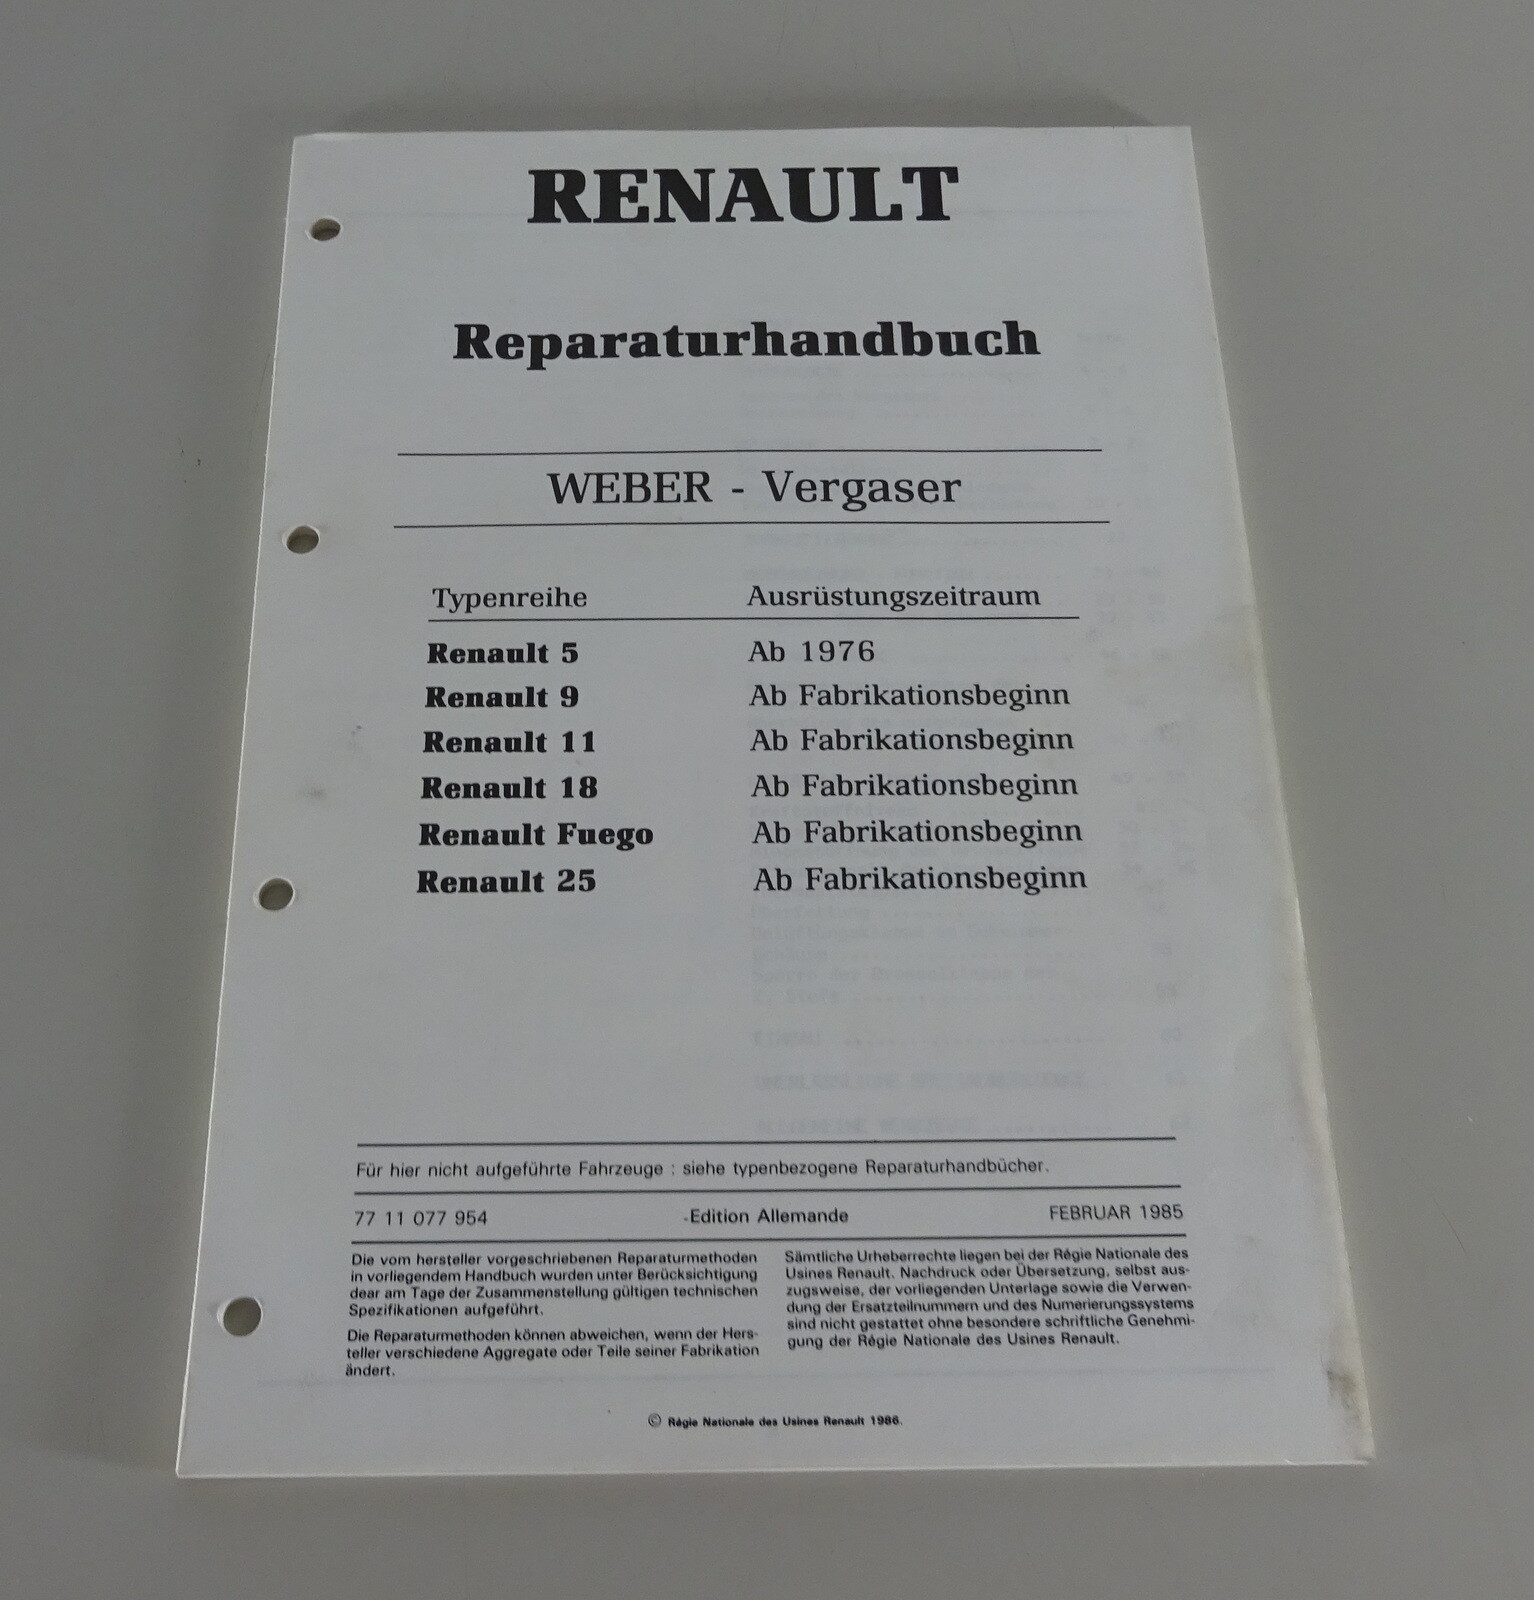 RENAULT
Reparaturhandbuch
WEBER - Vergaser
Typenreihe Ausrüstungszeitraum
Renault 5 Ab 1976
Renault 9 Ab Fabrikationsbeginn
Renault 11 Ab Fabrikationsbeginn
Renault 18 Ab Fabrikationsbeginn
Renault Fuego Ab Fabrikationsbeginn
Renault 25 Ab Fabrikationsbeginn
Für hier nicht aufgeführte Fahrzeuge : siehe typenbezogene Reparaturhandbücher.
77 11 077 954 -Edition Allemande FEBRUAR 1985
Die vom hersteller vorgeschriebenen Reparaturmethoden
in vorliegendem Handbuch wurden unter Berücksichtigung
dear am Tage der Zusammenstellung gültigen technischen
Spezifikationen aufgeführt.
Die Reparaturmethoden können abweichen, wenn der Hers-
teller verschiedene Aggregate oder Teile seiner Fabrikation
ändert.
Sämtliche Urheberrechte liegen bei der Régie Nationale des
Usines Renault. Nachdruck oder Übersetzung, selbst aus-
zugsweise, der vorliegenden Unterlage sowie die Verwen-
dung der Ersatzteilnummern und des Numerierungssystems
sind nicht gestattet ohne besondere schriftliche Genehmi-
gung der Régie Nationale des Usines Renault.
© Régie Nationale des Usines Renault 1986.